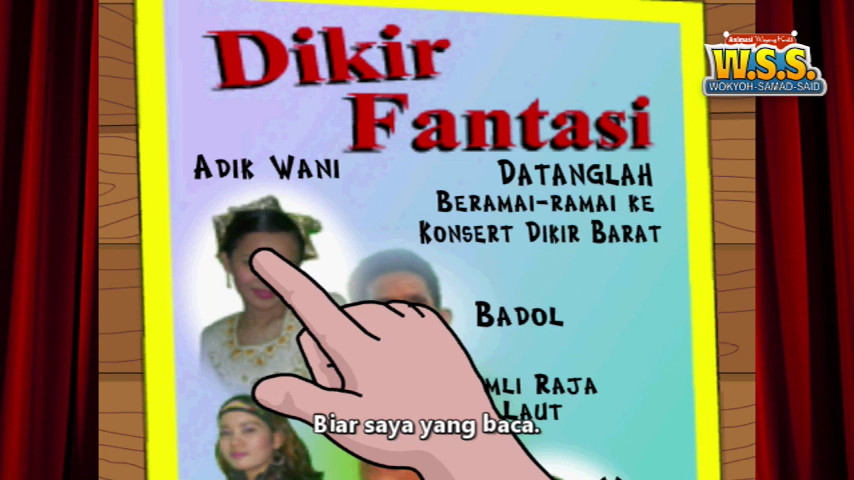 Animasi Wayang Kulit
W.S.S.
WOKYOH-SAMAD-SAID
Dikir
Fantasi
ADIK WANI
DATANGLAH
BERAMAI-RAMAI KE
KONSERT DIKIR BARAT
BADOL
MLI RAJA
LAUT
Biar saya yang baca.